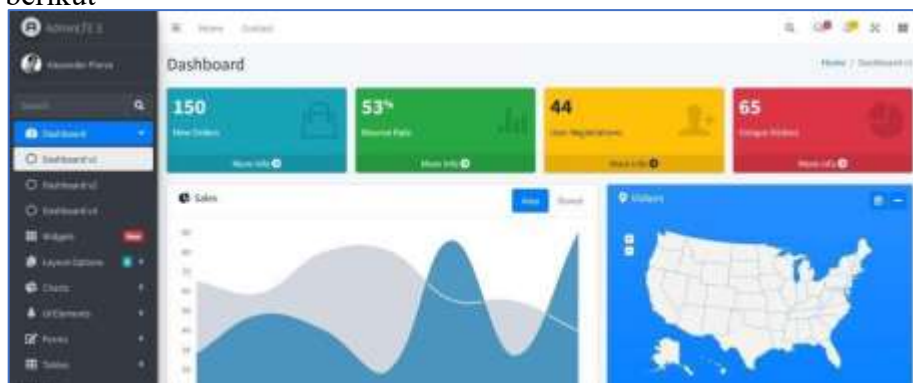 berikut
AdminLTE 3
Alexander Pierce
Search
Dashboard
Dashboard v1
Dashboard v2
Dashboard v3
Widgets
New
Layout Options
Charts
UI Elements
Forms
Tables
Home Contact
Dashboard
Home / Dashboard v1
150
New Orders
More info
53%
Bounce Rate
More info
44
User Registrations
More info
65
Unique Visitors
More info
Sales
Area Donut
Visitors